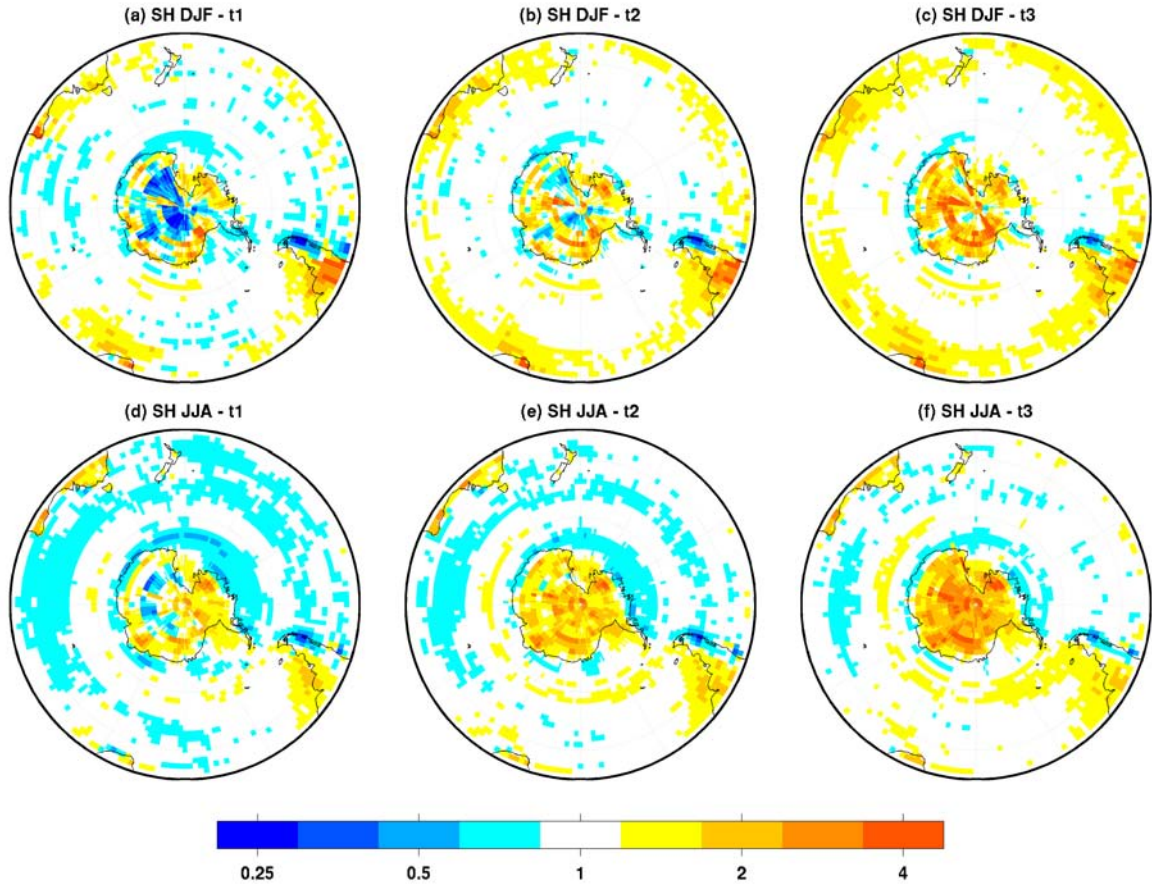 (a) SH DJF - t1
(b) SH DJF - t2
(c) SH DJF - t3
(d) SH JJA - t1
(e) SH JJA - t2
(f) SH JJA - t3
0.25 0.5 1 2 4